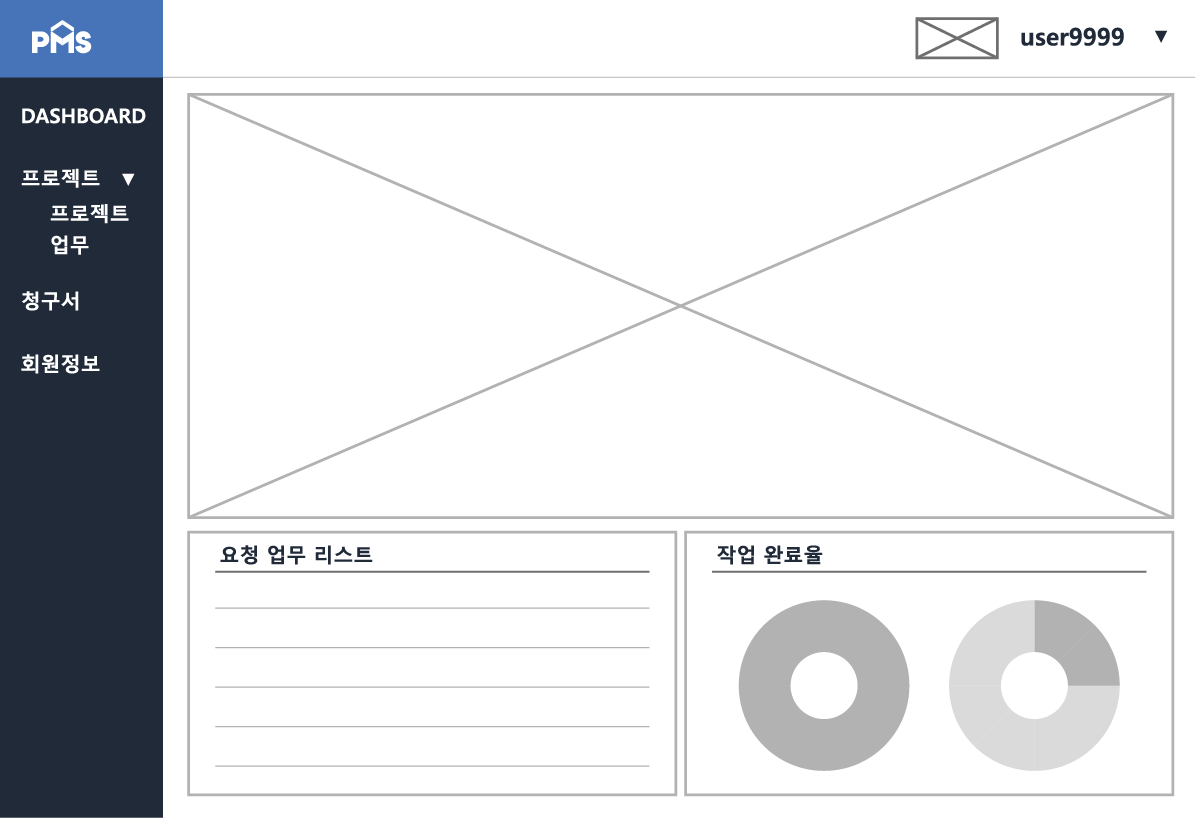 PMS
user9999 ▼
DASHBOARD
프로젝트 ▼
프로젝트
업무
청구서
회원정보
요청 업무 리스트
작업 완료율